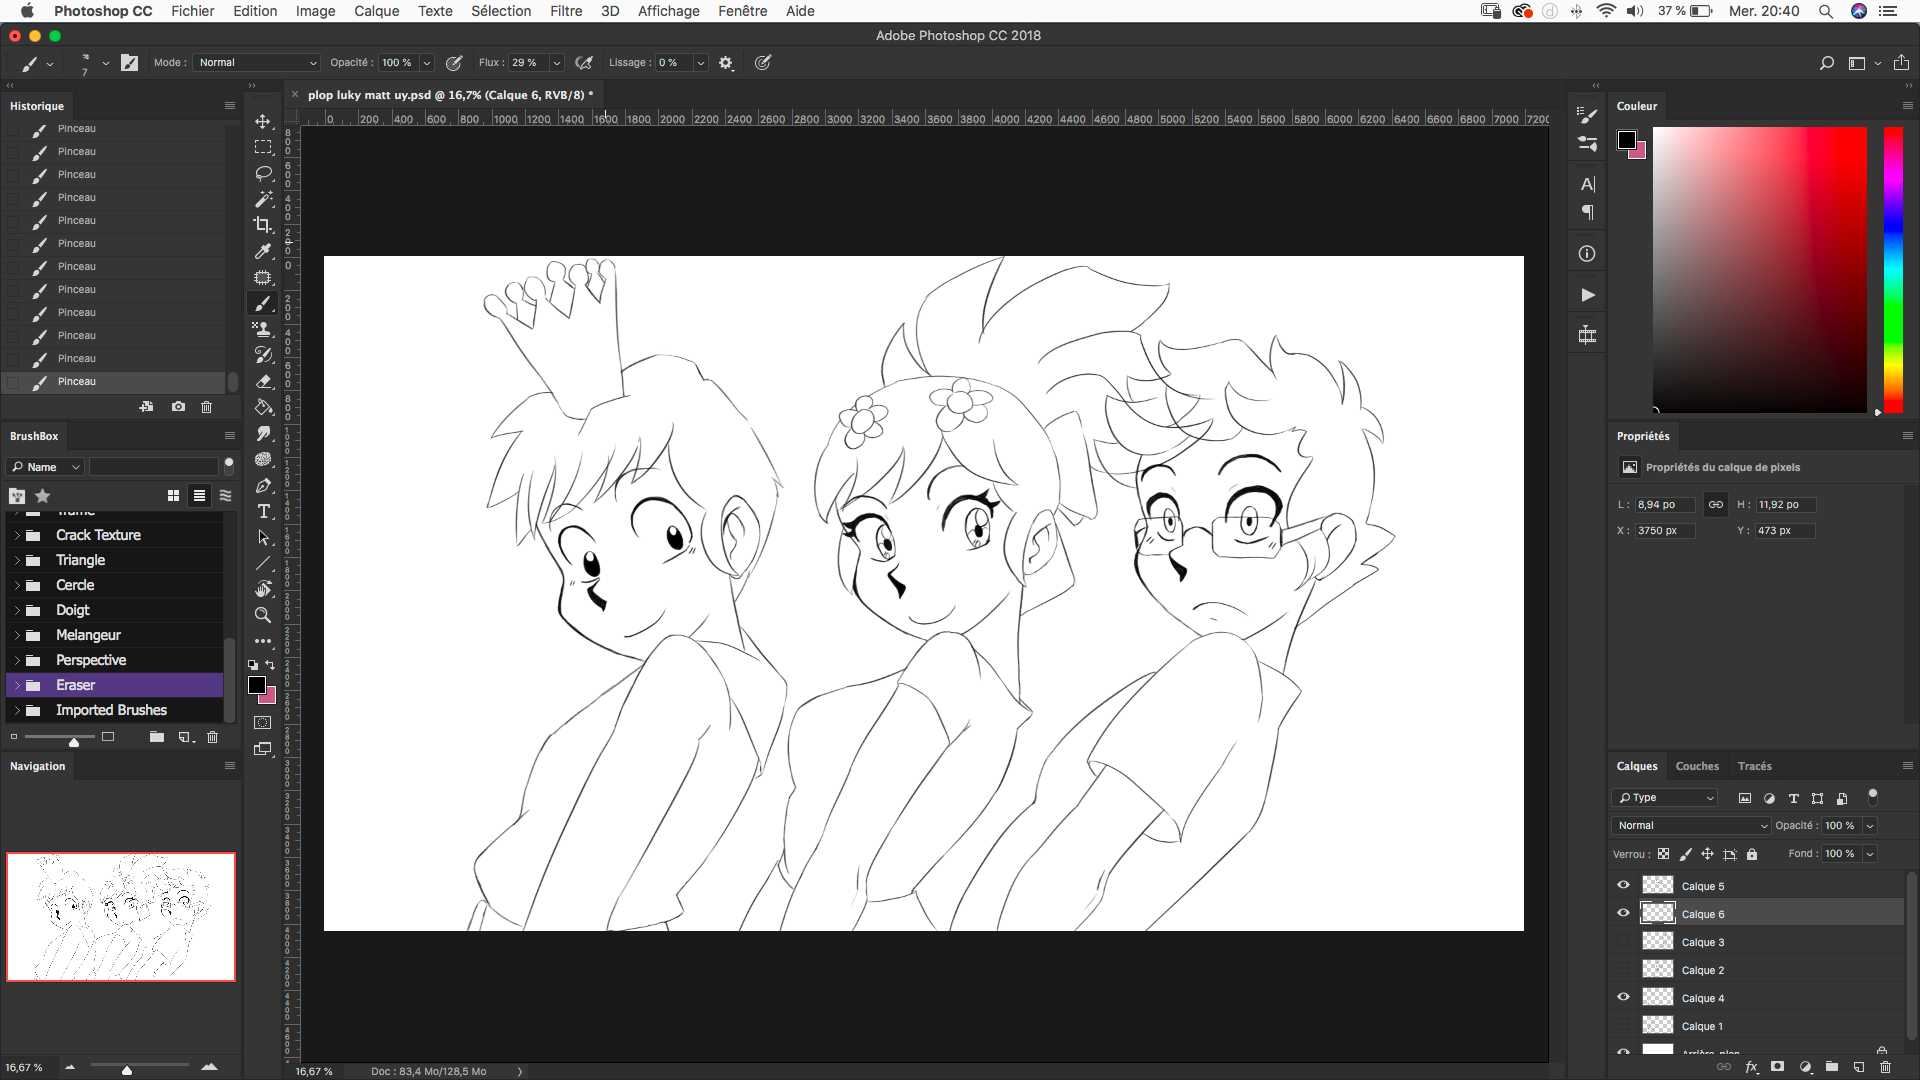 Photoshop CC Fichier Edition Image Calque Texte Sélection Filtre 3D Affichage Fenêtre Aide 37 % Mer. 20:40
Adobe Photoshop CC 2018
7 Mode : Normal Opacité : 100 % Flux : 29 % Lissage : 0 %
plop luky matt uy.psd @ 16,7% (Calque 6, RVB/8) *
0 200 400 600 800 1000 1200 1400 1600 1800 2000 2200 2400 2600 2800 3000 3200 3400 3600 3800 4000 4200 4400 4600 4800 5000 5200 5400 5600 5800 6000 6200 6400 6600 6800 7000 7200
Historique
Pinceau
Pinceau
Pinceau
Pinceau
Pinceau
Pinceau
Pinceau
Pinceau
Pinceau
Pinceau
Pinceau
Pinceau
BrushBox
Name
Crack Texture
Triangle
Cercle
Doigt
Melangeur
Perspective
Eraser
Imported Brushes
Navigation
16,67 %
16,67 % Doc : 83,4 Mo/128,5 Mo
Couleur
Propriétés
Propriétés du calque de pixels
L : 8,94 po H : 11,92 po
X : 3750 px Y : 473 px
Calques Couches Tracés
Type
Normal Opacité : 100 %
Verrou : Fond : 100 %
Calque 5
Calque 6
Calque 3
Calque 2
Calque 4
Calque 1
Arrière-plan